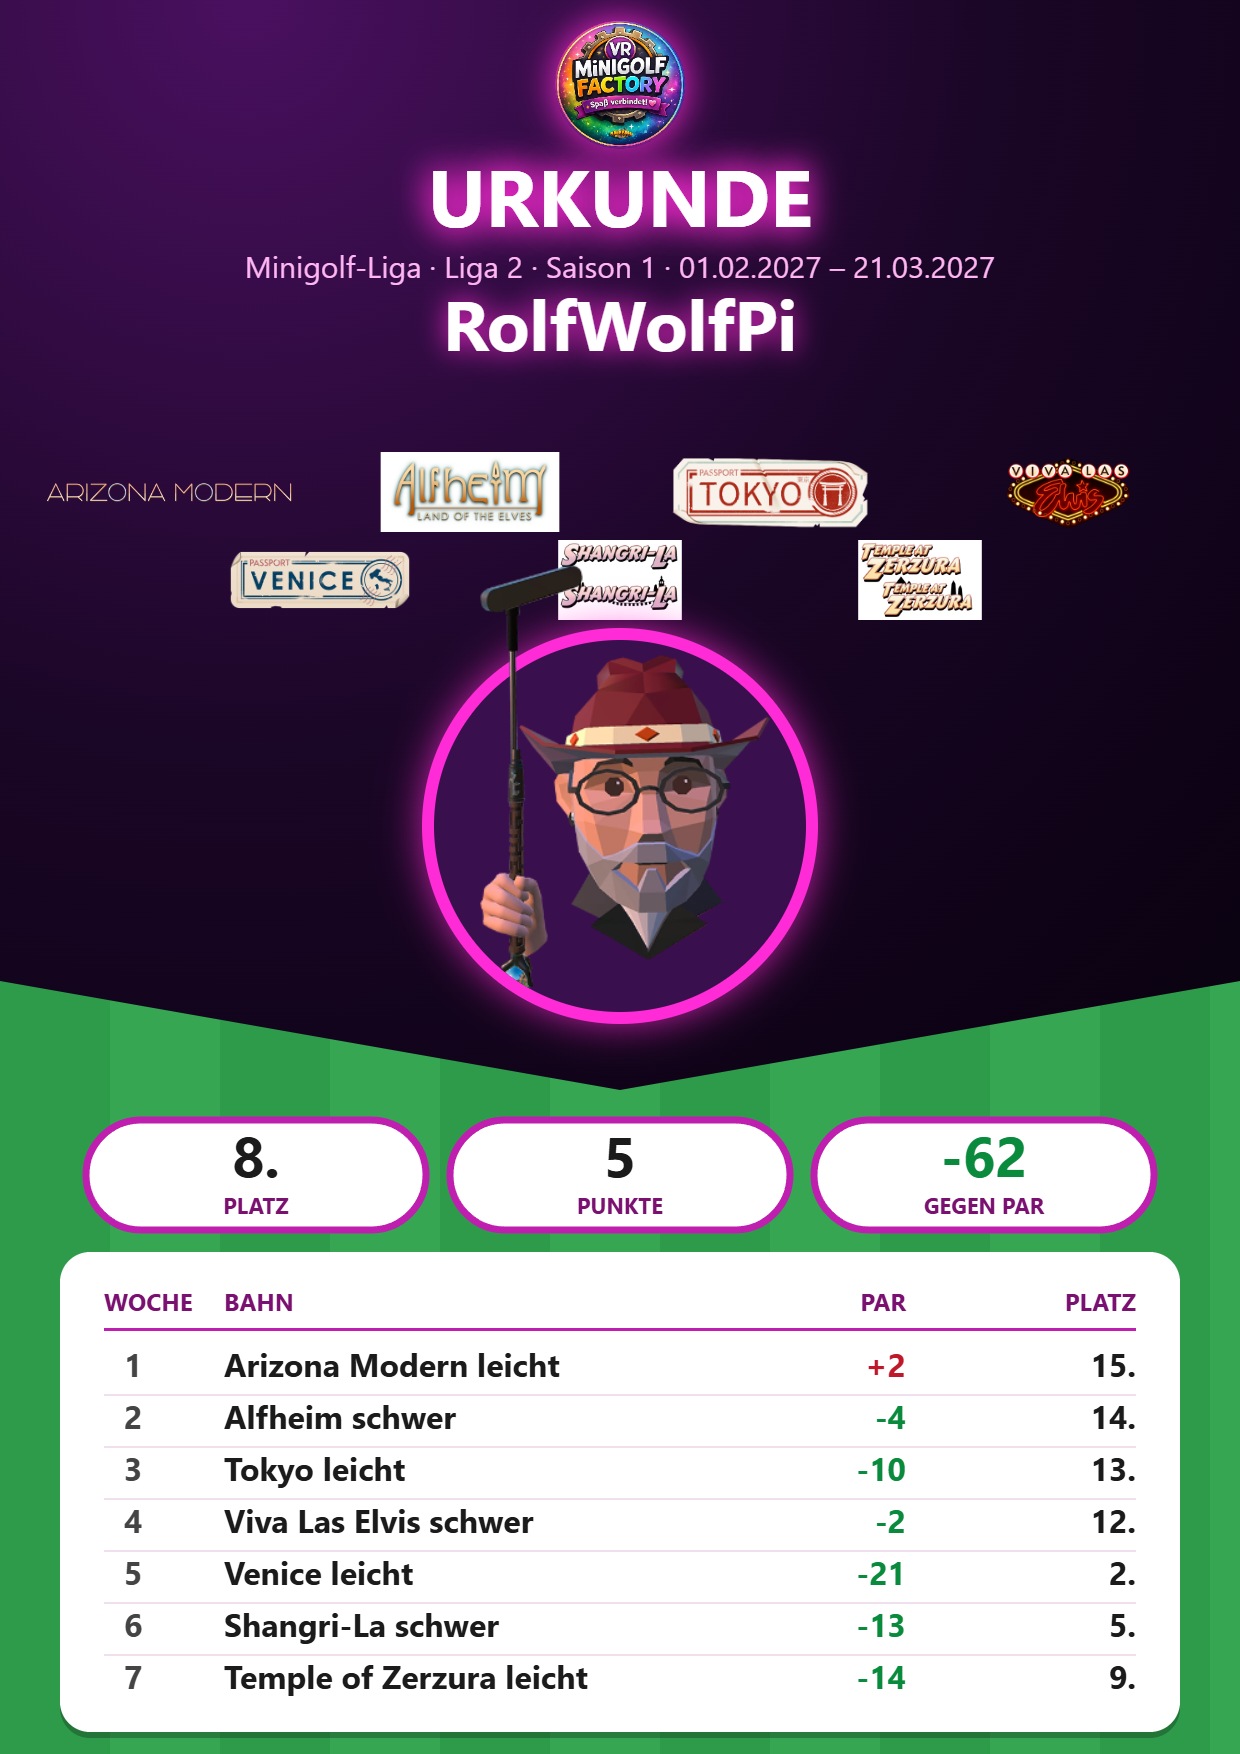 VR
MINIGOLF
FACTORY
Spaß verbindet!
URKUNDE
Minigolf-Liga · Liga 2 · Saison 1 · 01.02.2027 – 21.03.2027
RolfWolfPi
ARIZONA MODERN
Alfheim
LAND OF THE ELVES
PASSPORT
TOKYO
VIVA LAS
Elvis
PASSPORT
VENICE
SHANGRI-LA
SHANGRI-LA
TEMPLE AT
ZERZURA
TEMPLE AT
ZERZURA
8.
PLATZ
5
PUNKTE
-62
GEGEN PAR
WOCHE BAHN PAR PLATZ
1 Arizona Modern leicht +2 15.
2 Alfheim schwer -4 14.
3 Tokyo leicht -10 13.
4 Viva Las Elvis schwer -2 12.
5 Venice leicht -21 2.
6 Shangri-La schwer -13 5.
7 Temple of Zerzura leicht -14 9.